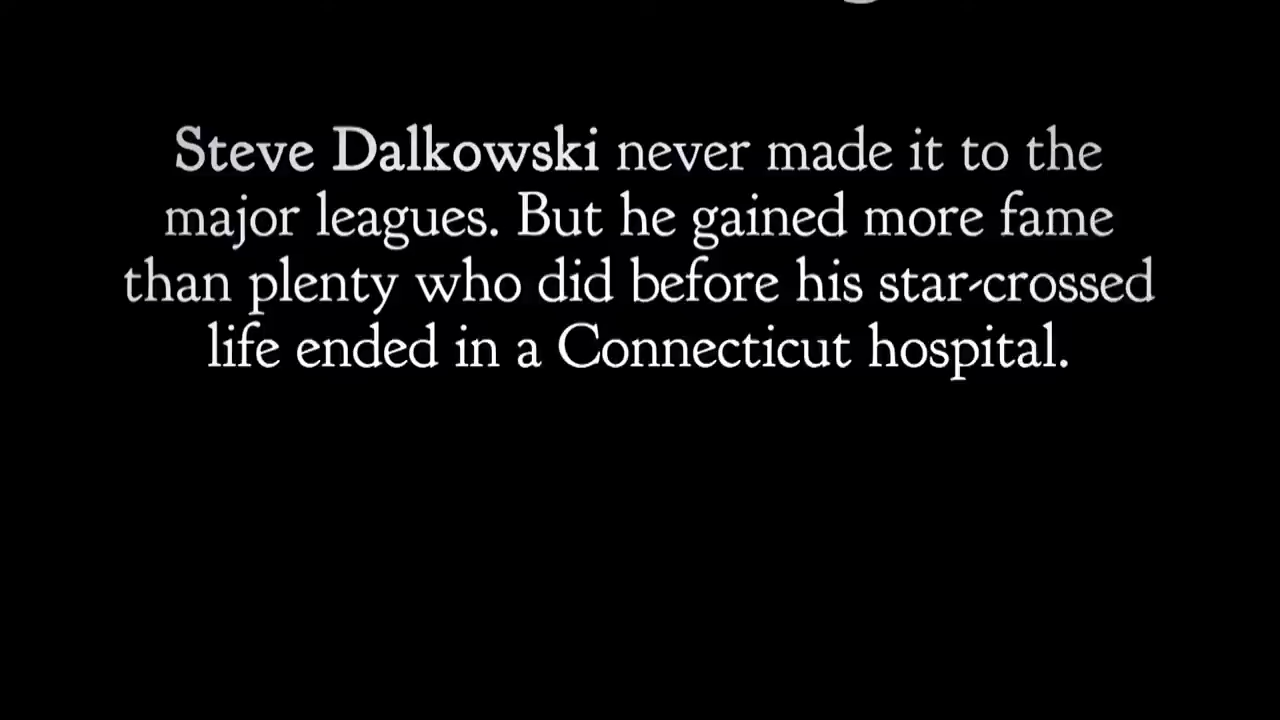 Steve Dalkowski never made it to the
major leagues. But he gained more fame
than plenty who did before his star-crossed
life ended in a Connecticut hospital.